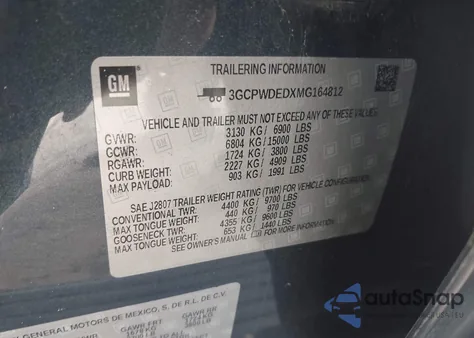 GM
TRAILERING INFORMATION
3GCPWDEDXMG164812
VEHICLE AND TRAILER MUST NOT EXCEED ANY OF THESE VALUES
GVWR: 3130 KG/ 6900 LBS
GCWR: 6804 KG/15000 LBS
RGAWR: 1724 KG/ 3800 LBS
CURB WEIGHT: 2227 KG/ 4909 LBS
MAX PAYLOAD: 903 KG/ 1991 LBS
SAE J2807 TRAILER WEIGHT RATING (TWR) FOR VEHICLE CONFIGURATION
CONVENTIONAL TWR: 4400 KG/ 9700 LBS
MAX TONGUE WEIGHT: 440 KG/ 970 LBS
GOOSENECK TWR: 4355 KG/ 9600 LBS
MAX TONGUE WEIGHT: 653 KG/ 1440 LBS
SEE OWNER'S MANUAL FOR MORE INFORMATION
GENERAL MOTORS DE MEXICO, S. DE R.L. DE C.V.
GAWR FRT
GAWR RR
autoSnap